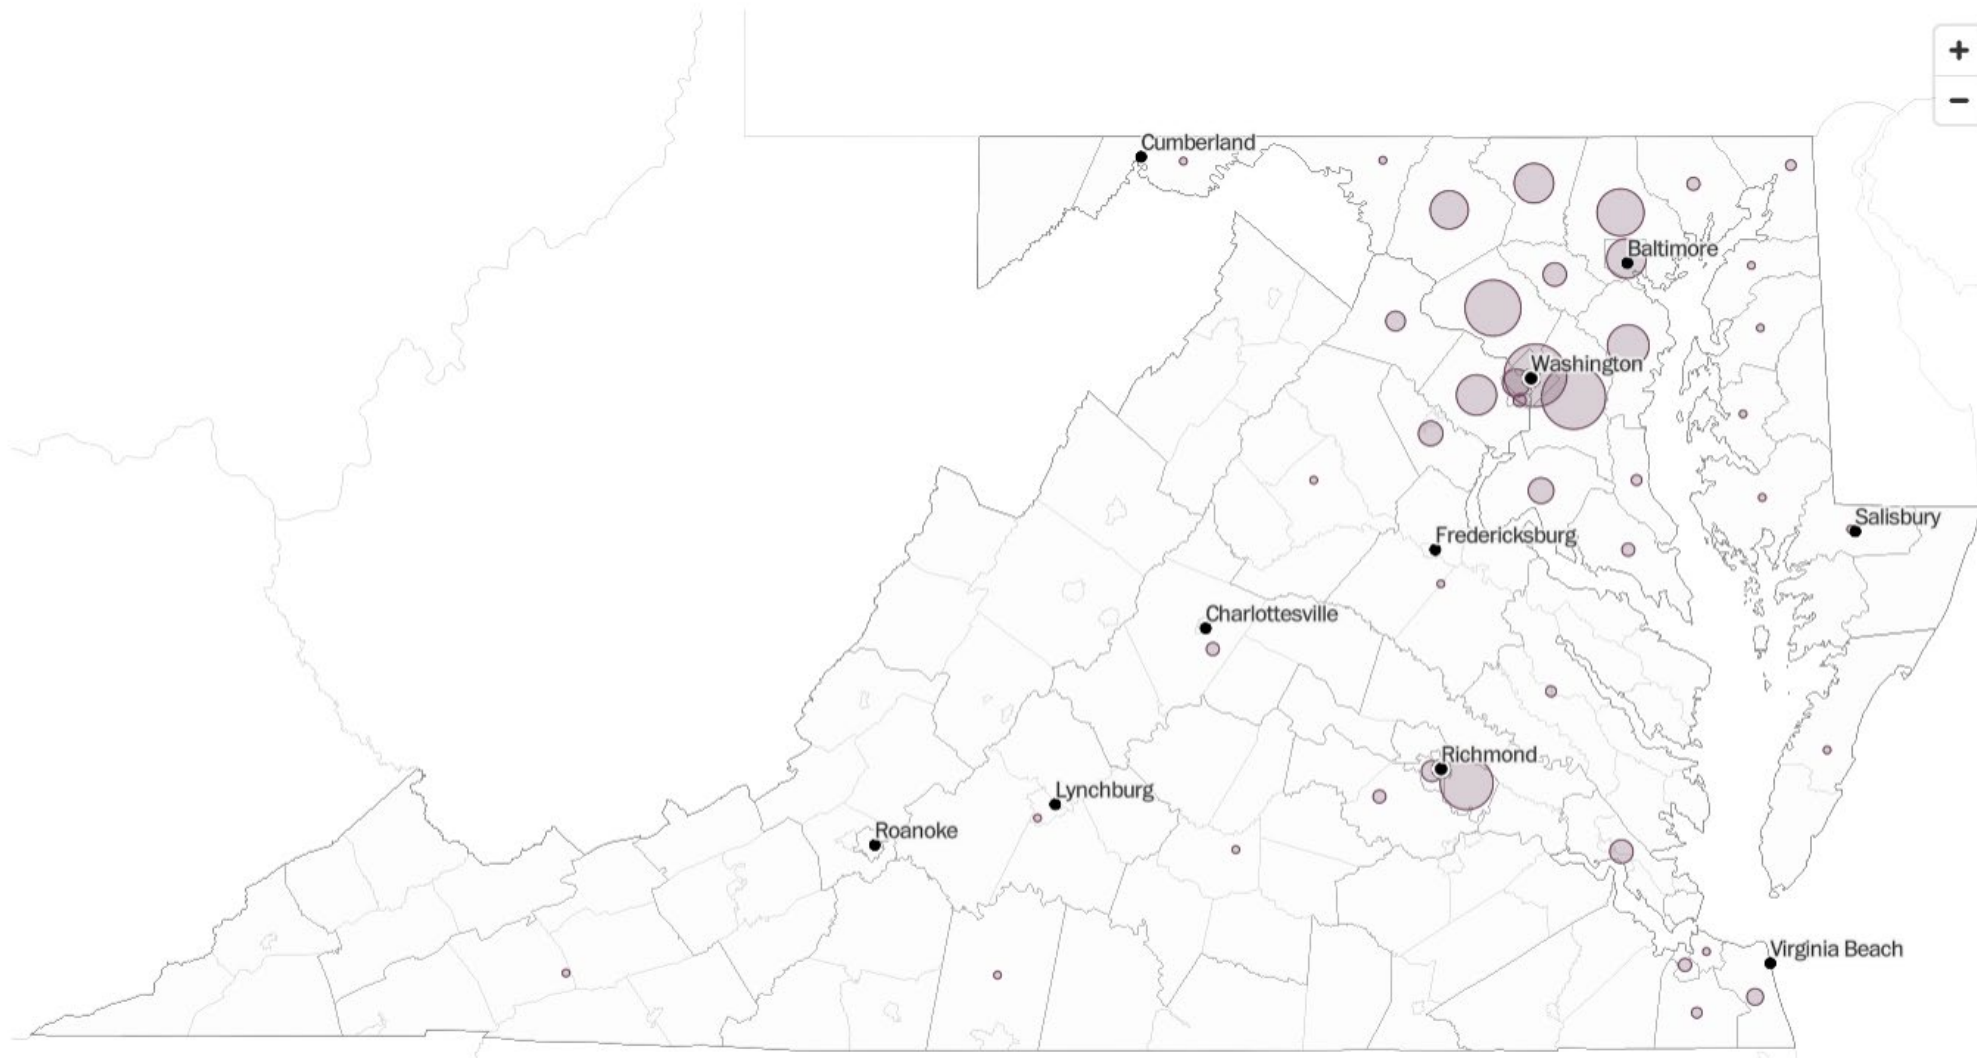 +
−
Cumberland
Baltimore
Washington
Salisbury
Fredericksburg
Charlottesville
Richmond
Lynchburg
Roanoke
Virginia Beach